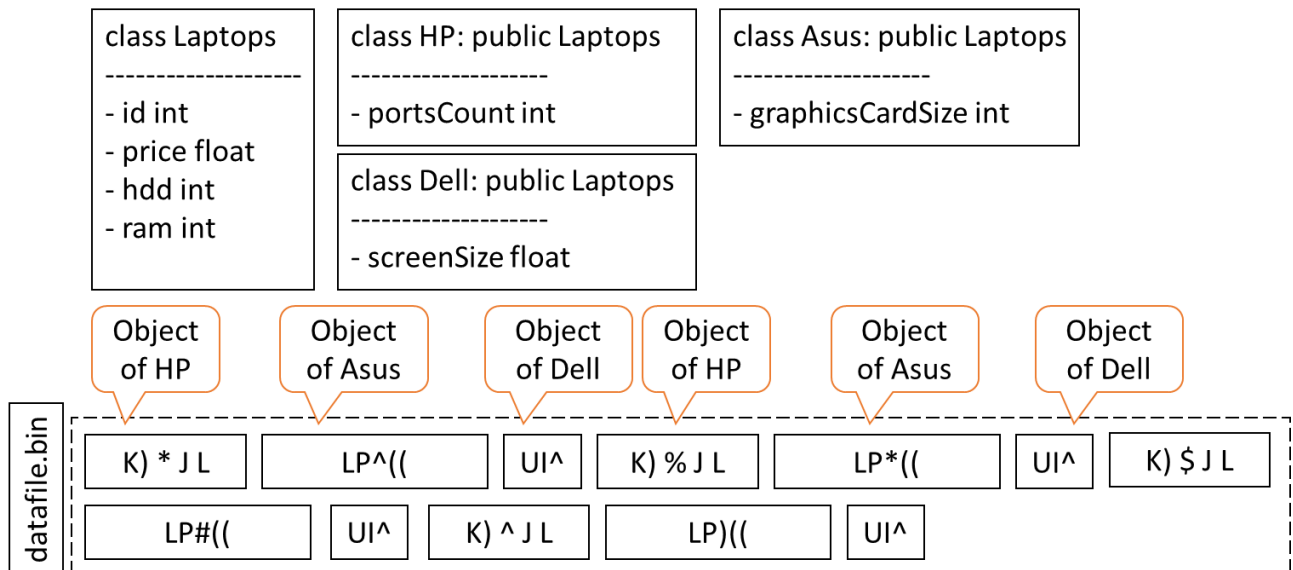 class Laptops
--------------------
- id int
- price float
- hdd int
- ram int
class HP: public Laptops
--------------------
- portsCount int
class Asus: public Laptops
--------------------
- graphicsCardSize int
class Dell: public Laptops
--------------------
- screenSize float
Object
of HP
Object
of Asus
Object
of Dell
Object
of HP
Object
of Asus
Object
of Dell
datafile.bin
K) * J L
LP^((
UI^
K) % J L
LP*((
UI^
K) $ J L
LP#((
UI^
K) ^ J L
LP)((
UI^